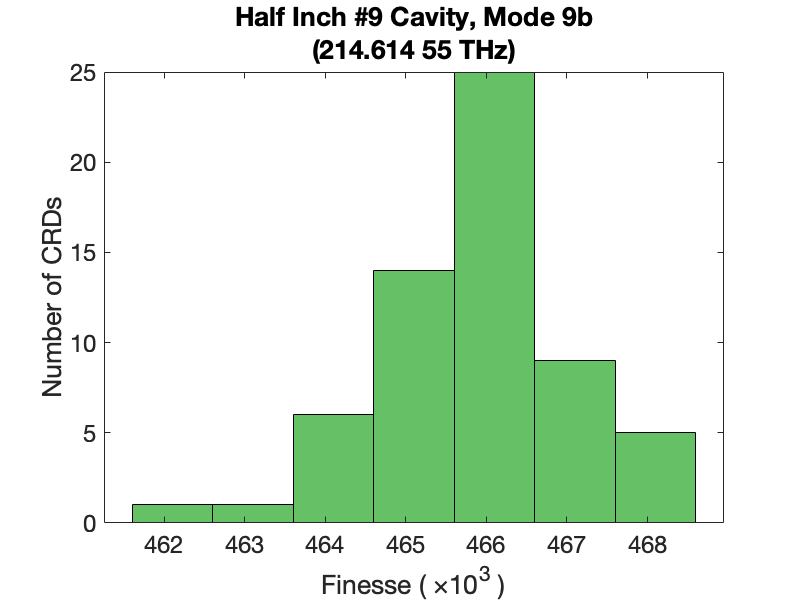 Half Inch #9 Cavity, Mode 9b
(214.614 55 THz)
25
20
15
10
5
0
Number of CRDs
462 463 464 465 466 467 468
Finesse ( ×10³ )